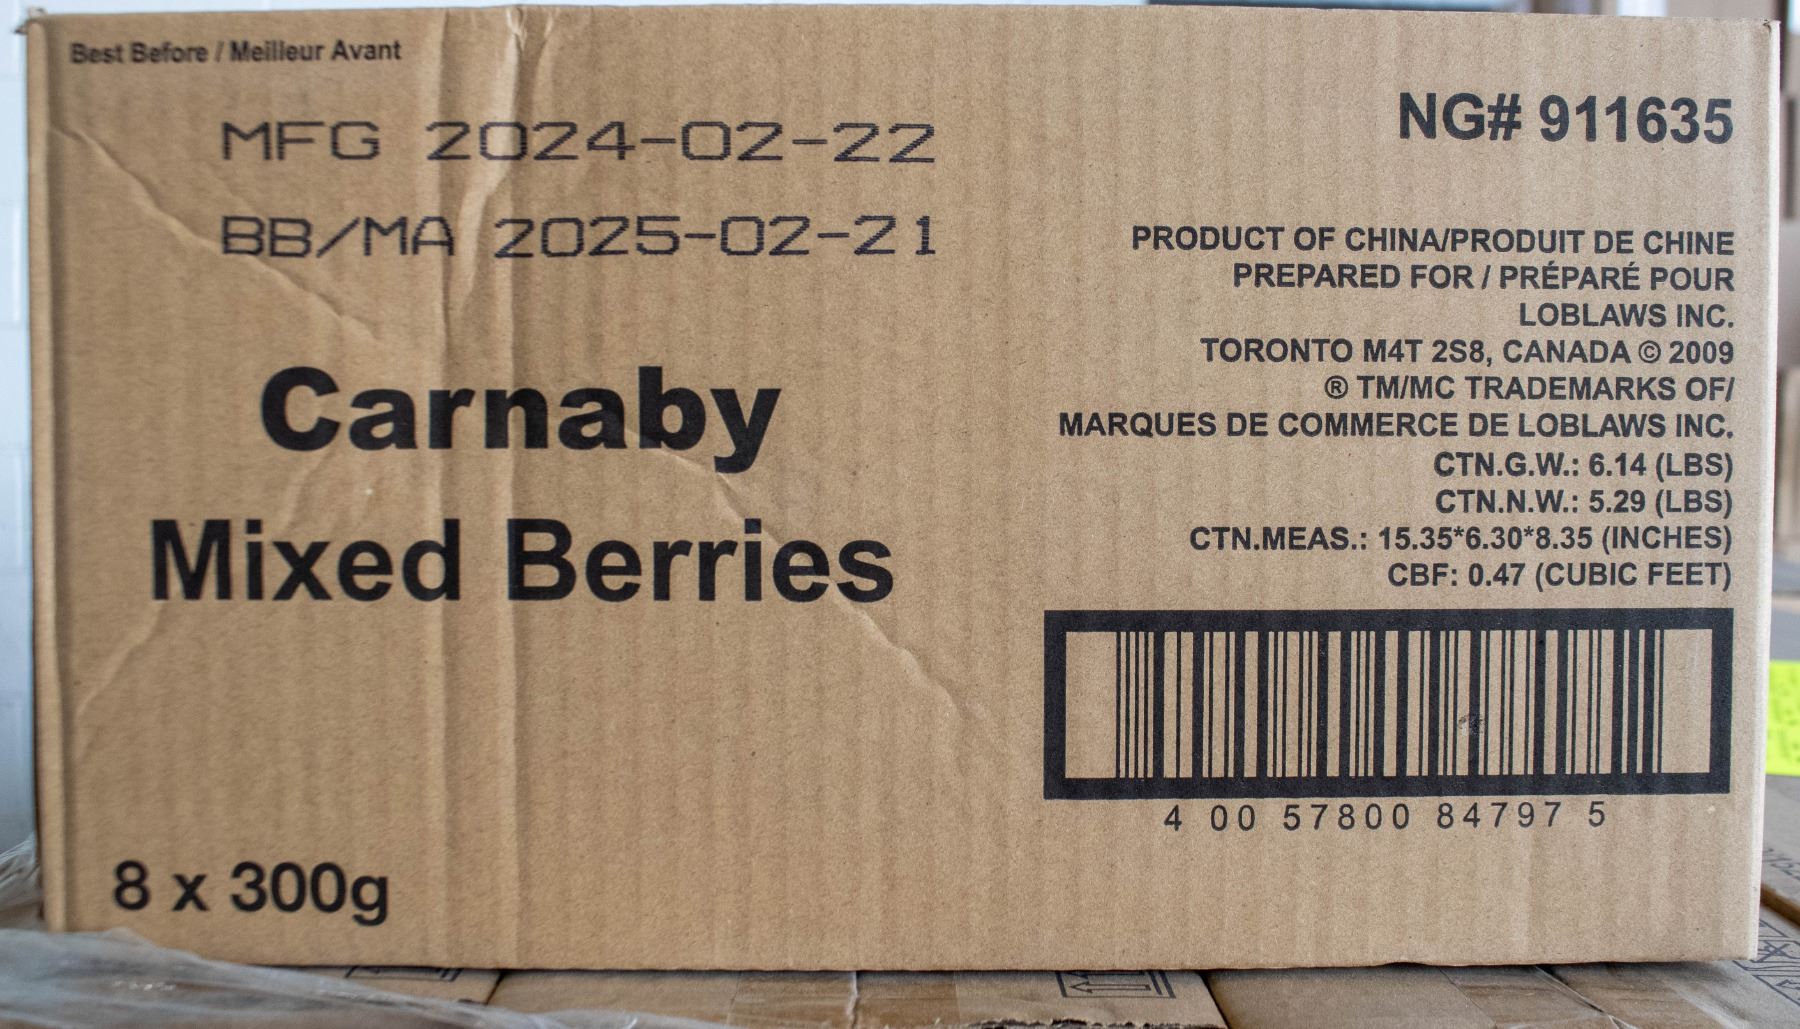 Best Before / Meilleur Avant
MFG 2024-02-22
BB/MA 2025-02-21
Carnaby
Mixed Berries
8 x 300g
NG# 911635
PRODUCT OF CHINA/PRODUIT DE CHINE
PREPARED FOR / PRÉPARÉ POUR
LOBLAWS INC.
TORONTO M4T 2S8, CANADA © 2009
® TM/MC TRADEMARKS OF/
MARQUES DE COMMERCE DE LOBLAWS INC.
CTN.G.W.: 6.14 (LBS)
CTN.N.W.: 5.29 (LBS)
CTN.MEAS.: 15.35*6.30*8.35 (INCHES)
CBF: 0.47 (CUBIC FEET)
4 00 57800 84797 5